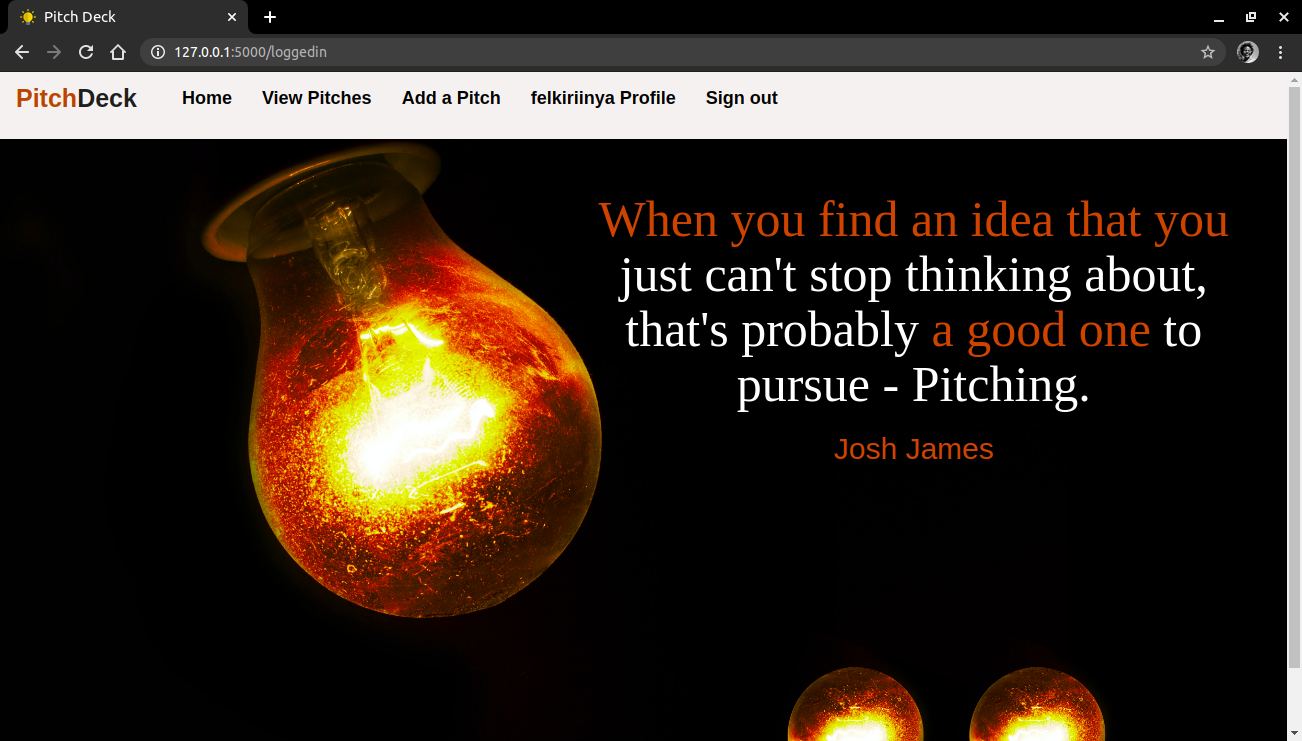 Pitch Deck
127.0.0.1:5000/loggedin
PitchDeck Home View Pitches Add a Pitch felkiriinya Profile Sign out
When you find an idea that you
just can't stop thinking about,
that's probably a good one to
pursue - Pitching.
Josh James